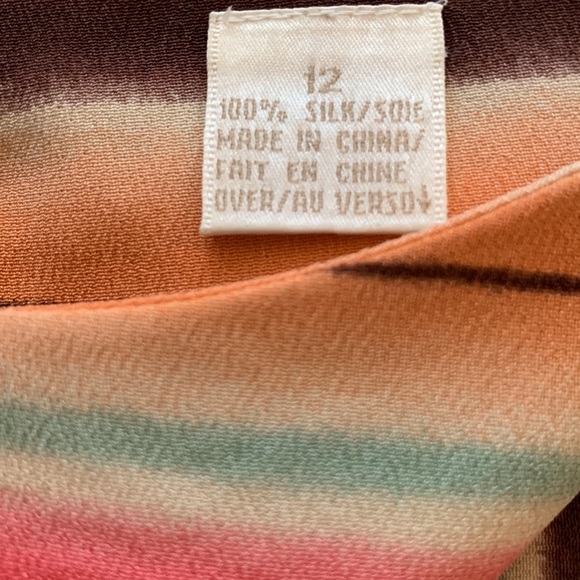 12
100% SILK/SOIE
MADE IN CHINA/
FAIT EN CHINE
OVER/AU VERSO↓